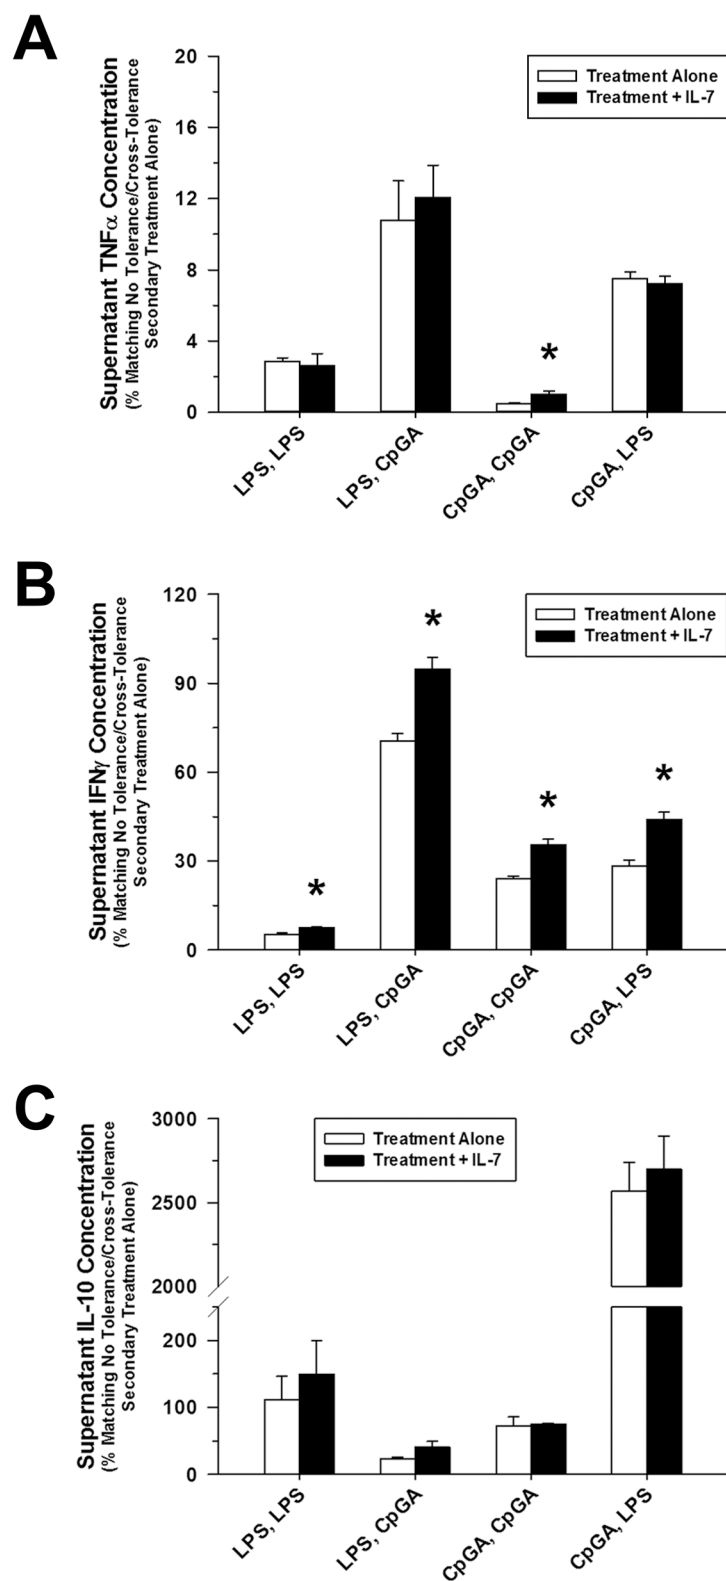 A
Supernatant TNFα Concentration
(% Matching No Tolerance/Cross-Tolerance
Secondary Treatment Alone)
20
16
12
8
4
0
Treatment Alone
Treatment + IL-7
*
LPS, LPS
LPS, CpGA
CpGA, CpGA
CpGA, LPS
B
Supernatant IFNγ Concentration
(% Matching No Tolerance/Cross-Tolerance
Secondary Treatment Alone)
120
90
60
30
0
Treatment Alone
Treatment + IL-7
*
*
*
*
LPS, LPS
LPS, CpGA
CpGA, CpGA
CpGA, LPS
C
Supernatant IL-10 Concentration
(% Matching No Tolerance/Cross-Tolerance
Secondary Treatment Alone)
3000
2500
2000
200
100
0
Treatment Alone
Treatment + IL-7
LPS, LPS
LPS, CpGA
CpGA, CpGA
CpGA, LPS